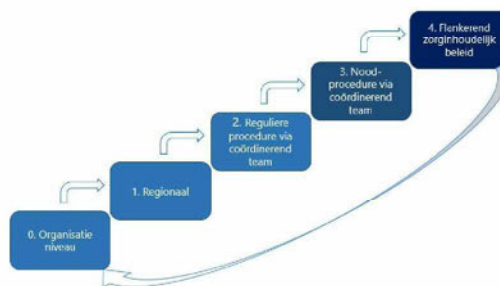 4. Flankerend
zorginhoudelijk
beleid
3. Nood-
procedure via
coördinerend
team
2. Reguliere
procedure via
coördinerend
team
1. Regionaal
0. Organisatie
niveau